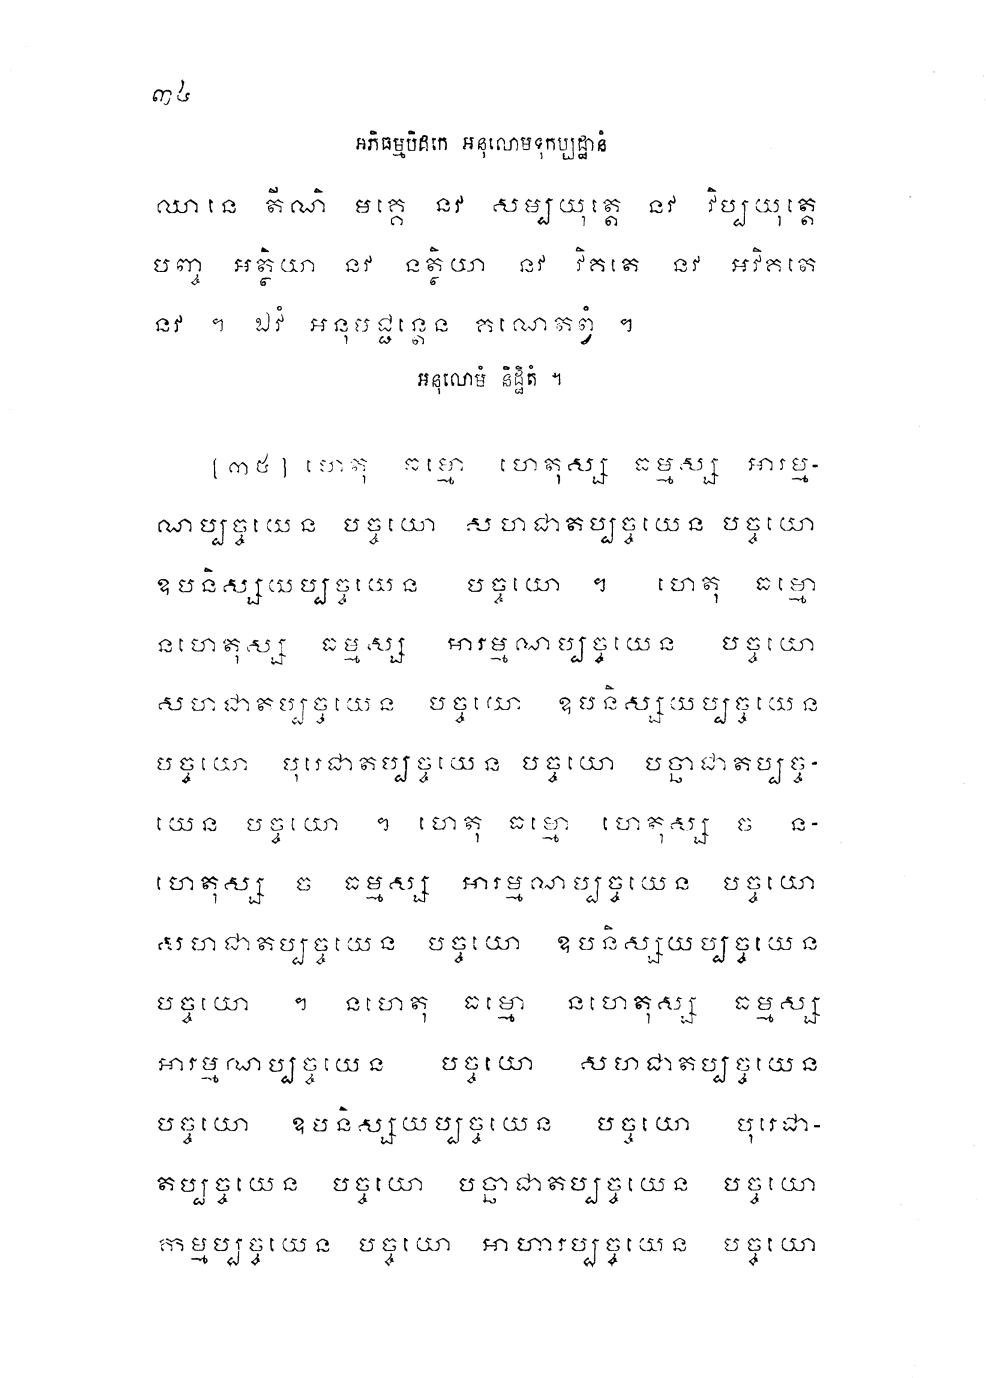 ៣៤
អភិធម្មបិដកេ អនុលោមទុកប្បដ្ឋានំ
ឈានេ តីណិ មគ្គេ នវ សម្បយុត្តេ នវ វិប្បយុត្តេ
បញ្ច អត្ថិយា នវ នត្ថិយា នវ វិគតេ នវ អវិគតេ
នវ ។ ឯវំ អនុបជ្ជន្តេន គណេតព្វំ ។
អនុលោមំ និដ្ឋិតំ ។
[៣៥] ហេតុ ធម្មោ ហេតុស្ស ធម្មស្ស អារម្ម-
ណប្បច្ចយេន បច្ចយោ សហជាតប្បច្ចយេន បច្ចយោ
ឧបនិស្សយប្បច្ចយេន បច្ចយោ ។ ហេតុ ធម្មោ
នហេតុស្ស ធម្មស្ស អារម្មណប្បច្ចយេន បច្ចយោ
សហជាតប្បច្ចយេន បច្ចយោ ឧបនិស្សយប្បច្ចយេន
បច្ចយោ បុរេជាតប្បច្ចយេន បច្ចយោ បច្ឆាជាតប្បច្ច-
យេន បច្ចយោ ។ ហេតុ ធម្មោ ហេតុស្ស ច ន-
ហេតុស្ស ច ធម្មស្ស អារម្មណប្បច្ចយេន បច្ចយោ
សហជាតប្បច្ចយេន បច្ចយោ ឧបនិស្សយប្បច្ចយេន
បច្ចយោ ។ នហេតុ ធម្មោ នហេតុស្ស ធម្មស្ស
អារម្មណប្បច្ចយេន បច្ចយោ សហជាតប្បច្ចយេន
បច្ចយោ ឧបនិស្សយប្បច្ចយេន បច្ចយោ បុរេជា-
តប្បច្ចយេន បច្ចយោ បច្ឆាជាតប្បច្ចយេន បច្ចយោ
កម្មប្បច្ចយេន បច្ចយោ អាហារប្បច្ចយេន បច្ចយោ